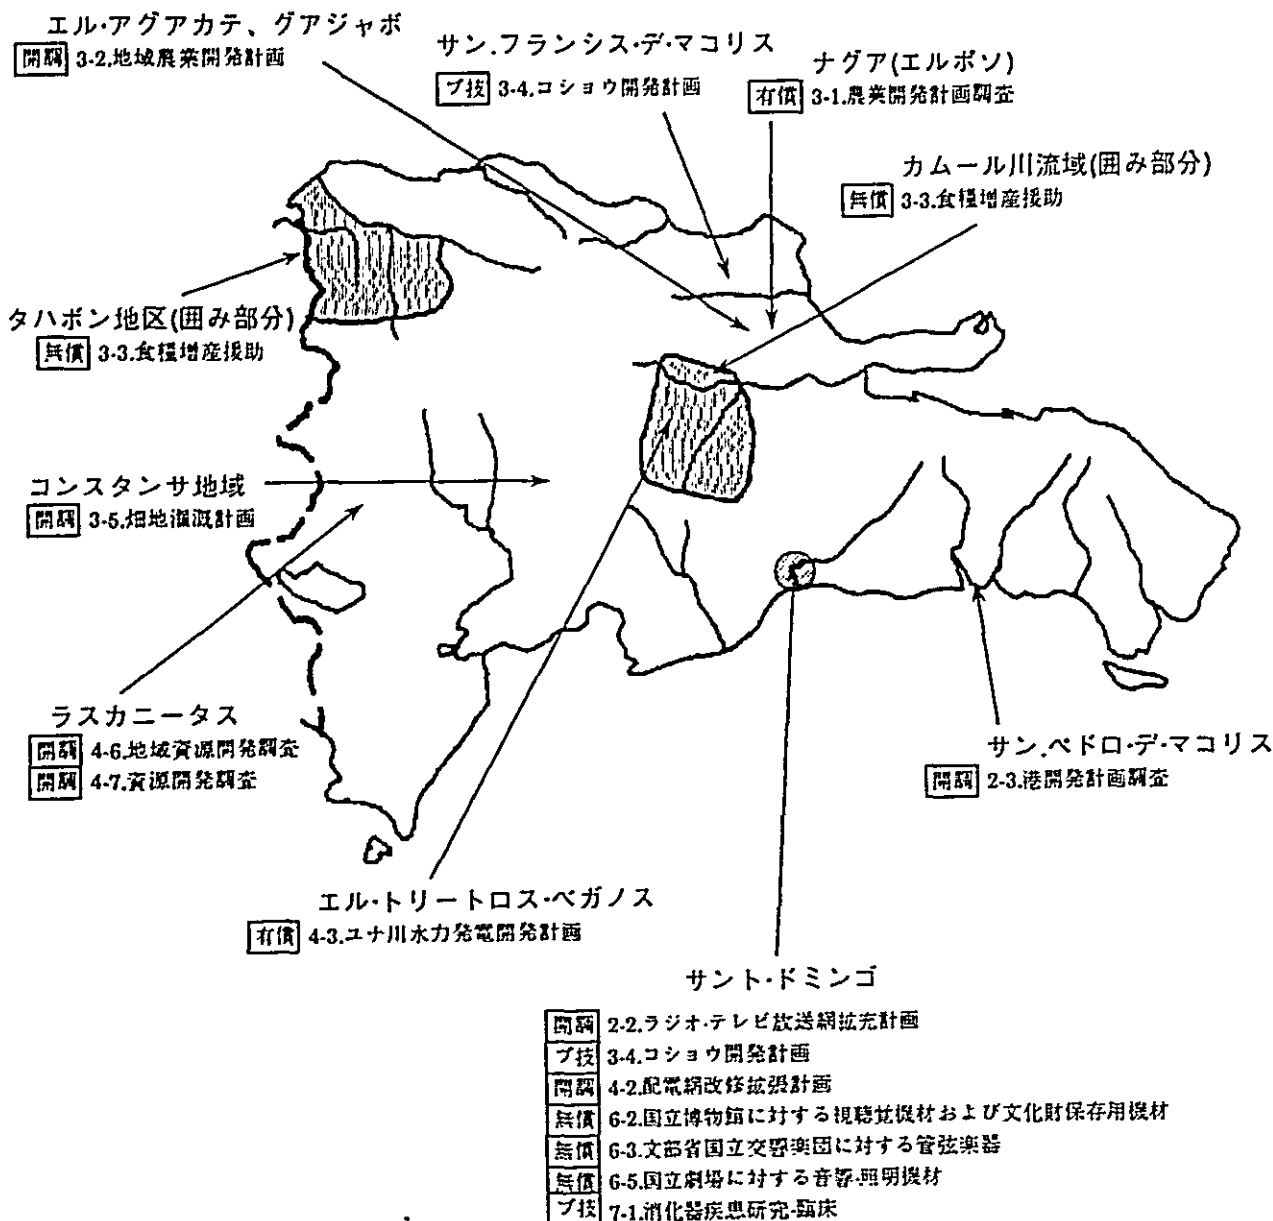 エル・アグアカテ、グアジャボ
開調 3-2.地域農業開発計画
サン.フランシス・デ・マコリス
プ技 3-4.コショウ開発計画
ナグア(エルポソ)
有償 3-1.農業開発計画調査
カムール川流域(囲み部分)
無償 3-3.食糧増産援助
タハボン地区(囲み部分)
無償 3-3.食糧増産援助
コンスタンサ地域
開調 3-5.畑地灌漑計画
ラスカニータス
開調 4-6.地域資源開発調査
開調 4-7.資源開発調査
サン.ペドロ・デ・マコリス
開調 2-3.港開発計画調査
エル・トリートロス・ベガノス
有償 4-3.ユナ川水力発電開発計画
サント・ドミンゴ
開調 2-2.ラジオ・テレビ放送網拡充計画
プ技 3-4.コショウ開発計画
開調 4-2.配電網改修拡張計画
無償 6-2.国立博物館に対する視聴覚機材および文化財保存用機材
無償 6-3.文部省国立交響楽団に対する管弦楽器
無償 6-5.国立劇場に対する音響・照明機材
プ技 7-1.消化器疾患研究・臨床